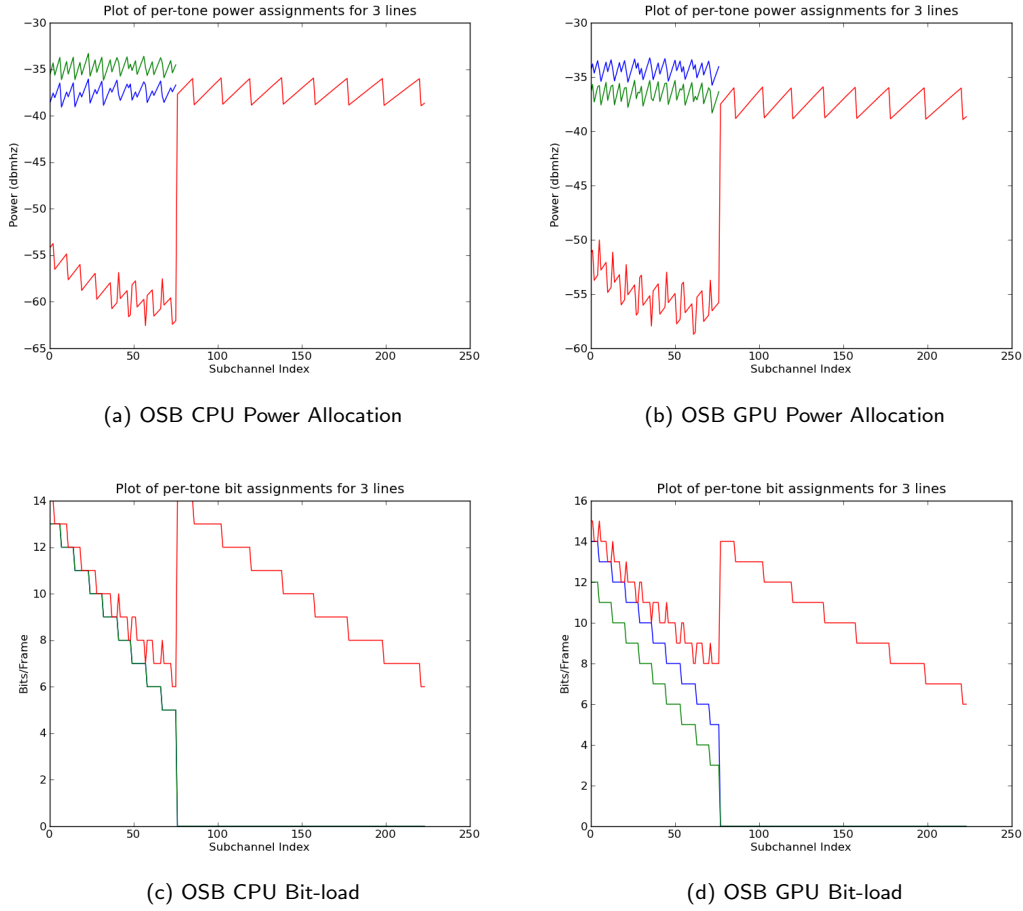 Plot of per-tone power assignments for 3 lines
−30
−35
−40
−45
−50
−55
−60
−65
Power (dbmhz)
0 50 100 150 200 250
Subchannel Index
(a) OSB CPU Power Allocation
Plot of per-tone power assignments for 3 lines
−30
−35
−40
−45
−50
−55
−60
Power (dbmhz)
0 50 100 150 200 250
Subchannel Index
(b) OSB GPU Power Allocation
Plot of per-tone bit assignments for 3 lines
14
12
10
8
6
4
2
0
Bits/Frame
0 50 100 150 200 250
Subchannel Index
(c) OSB CPU Bit-load
Plot of per-tone bit assignments for 3 lines
16
14
12
10
8
6
4
2
0
Bits/Frame
0 50 100 150 200 250
Subchannel Index
(d) OSB GPU Bit-load